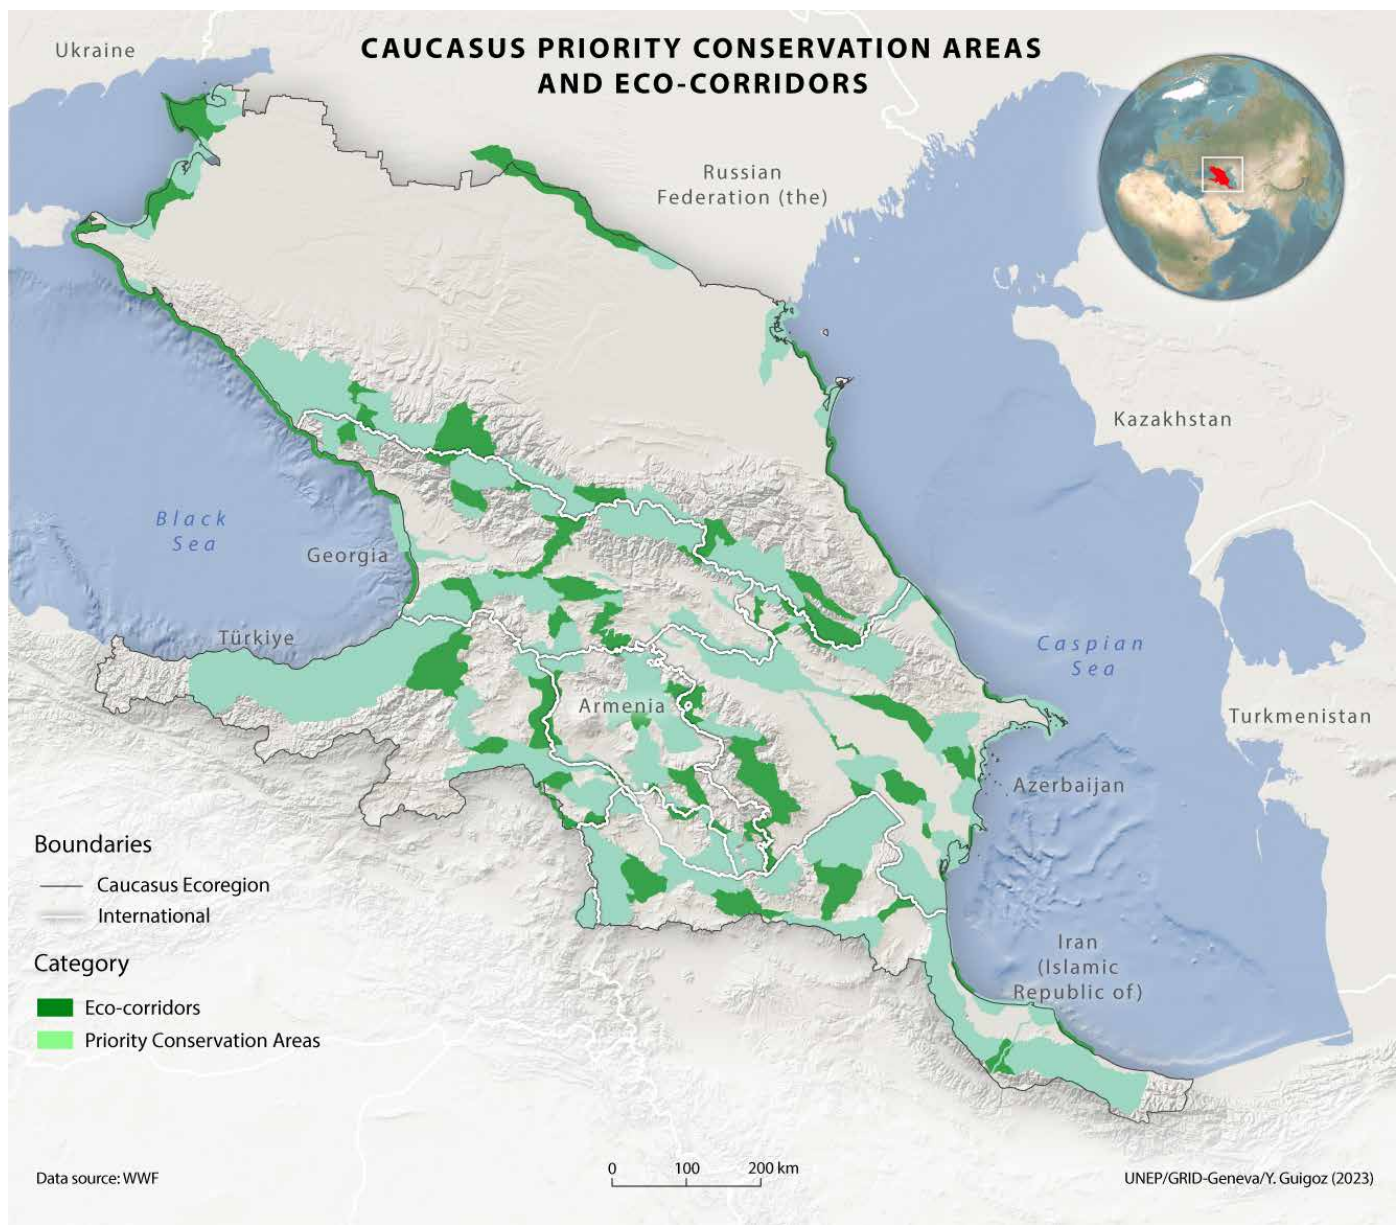 CAUCASUS PRIORITY CONSERVATION AREAS
AND ECO-CORRIDORS
Ukraine
Russian
Federation (the)
Kazakhstan
Black
Sea
Georgia
Türkiye
Caspian
Sea
Armenia
Turkmenistan
Azerbaijan
Iran
(Islamic
Republic of)
Boundaries
Caucasus Ecoregion
International
Category
Eco-corridors
Priority Conservation Areas
Data source: WWF
0 100 200 km
UNEP/GRID-Geneva/Y. Guigoz (2023)